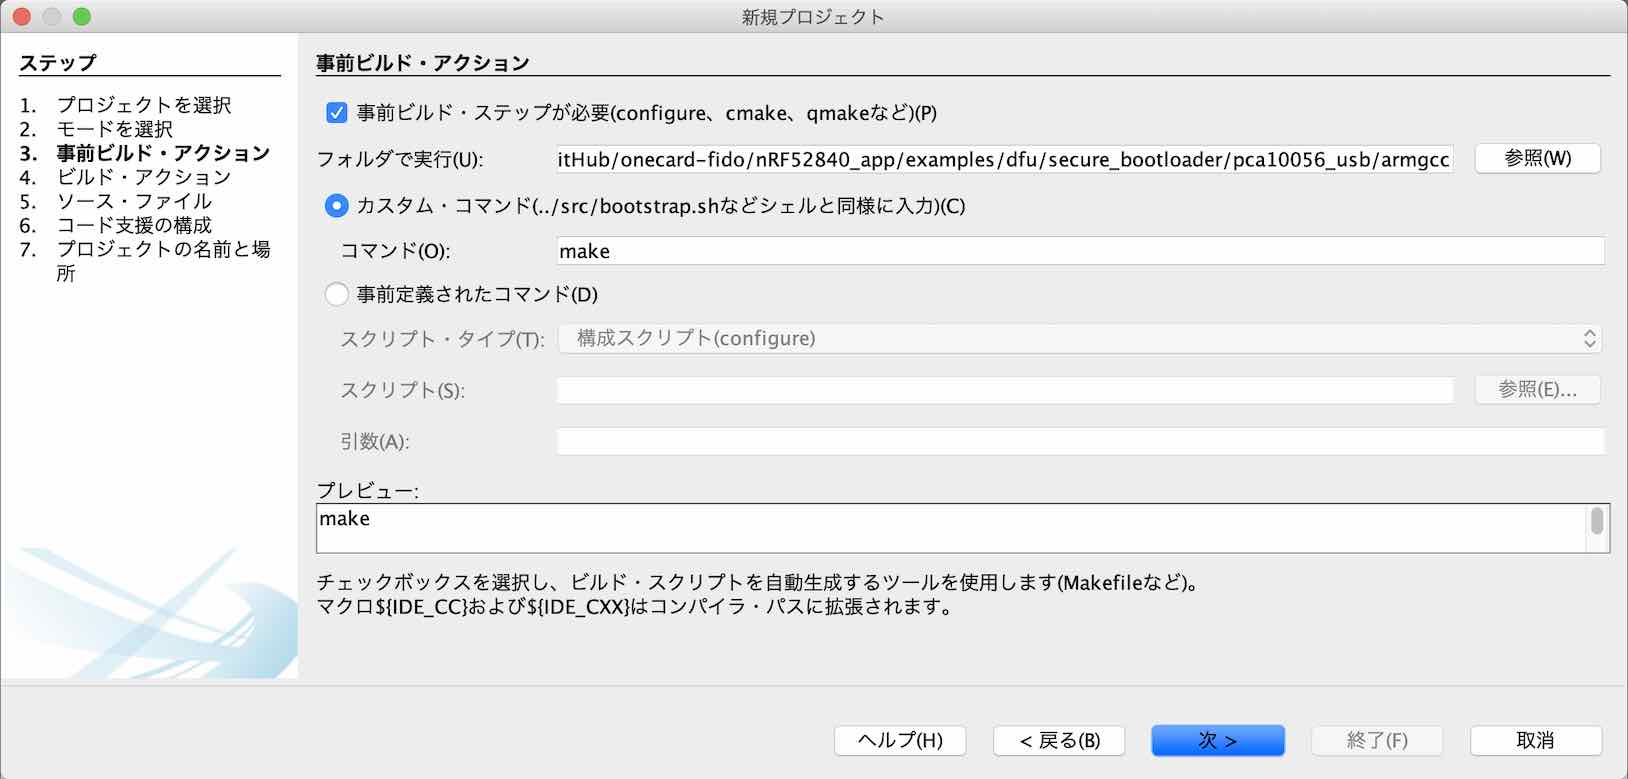 新規プロジェクト
ステップ
1. プロジェクトを選択
2. モードを選択
3. 事前ビルド・アクション
4. ビルド・アクション
5. ソース・ファイル
6. コード支援の構成
7. プロジェクトの名前と場
所
事前ビルド・アクション
事前ビルド・ステップが必要(configure、cmake、qmakeなど)(P)
フォルダで実行(U): itHub/onecard-fido/nRF52840_app/examples/dfu/secure_bootloader/pca10056_usb/armgcc 参照(W)
カスタム・コマンド(../src/bootstrap.shなどシェルと同様に入力)(C)
コマンド(O): make
事前定義されたコマンド(D)
スクリプト・タイプ(T): 構成スクリプト(configure)
スクリプト(S): 参照(E)...
引数(A):
プレビュー:
make
チェックボックスを選択し、ビルド・スクリプトを自動生成するツールを使用します(Makefileなど)。
マクロ${IDE_CC}および${IDE_CXX}はコンパイラ・パスに拡張されます。
ヘルプ(H) < 戻る(B) 次 > 終了(F) 取消